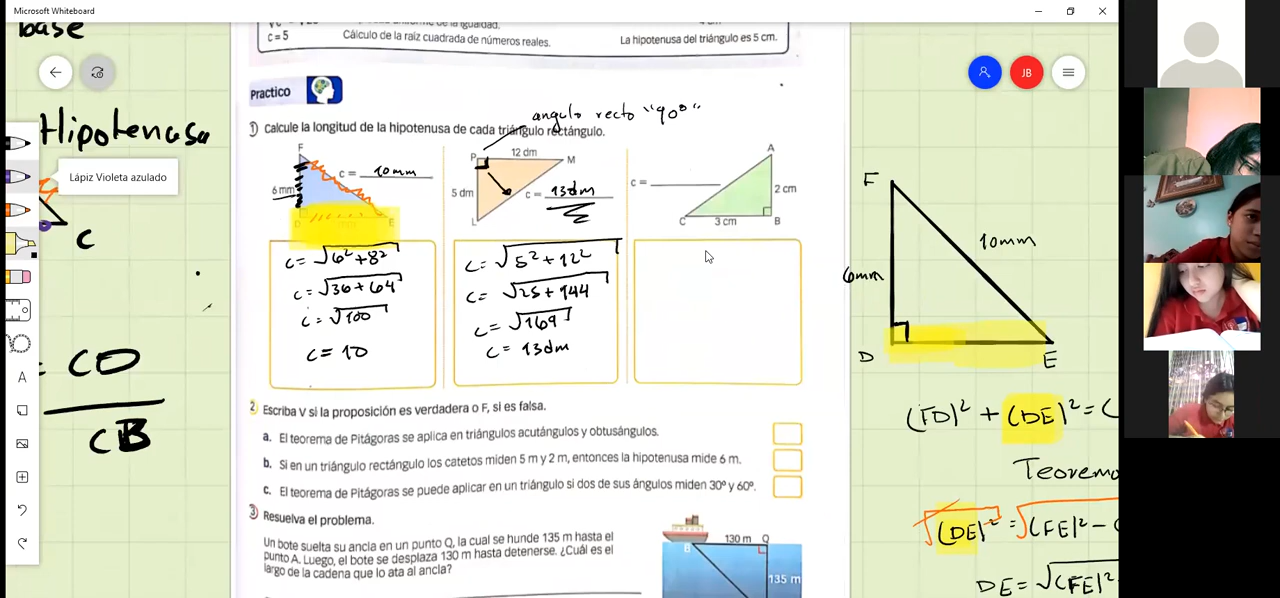 Microsoft Whiteboard
base
c = 5
Cálculo de la raíz cuadrada de números reales.
La hipotenusa del triángulo es 5 cm.
JB
Practico
angulo recto "90°"
Hipotenusa
① Calcule la longitud de la hipotenusa de cada triángulo rectángulo.
Lápiz Violeta azulado
F
c = 10mm
6 mm
D
E
P
12 dm
M
5 dm
c = 13dm
L
A
c =
2 cm
C
3 cm
B
C
c = √6² + 8²
c = √36 + 64
c = √100
c = 10
c = √5² + 12²
c = √25 + 144
c = √169
c = 13dm
F
10mm
6mm
D
E
= CO
CB
2 Escriba V si la proposición es verdadera o F, si es falsa.
a. El teorema de Pitágoras se aplica en triángulos acutángulos y obtusángulos.
b. Si en un triángulo rectángulo los catetos miden 5 m y 2 m, entonces la hipotenusa mide 6 m.
c. El teorema de Pitágoras se puede aplicar en un triángulo si dos de sus ángulos miden 30° y 60°.
(FD)² + (DE)² = (
Teorema
√(DE)² = √(FE)² - (
DE = √(FE)²
3 Resuelva el problema.
Un bote suelta su ancla en un punto Q, la cual se hunde 135 m hasta el
punto A. Luego, el bote se desplaza 130 m hasta detenerse. ¿Cuál es el
largo de la cadena que lo ata al ancla?
B
130 m
Q
135 m
A